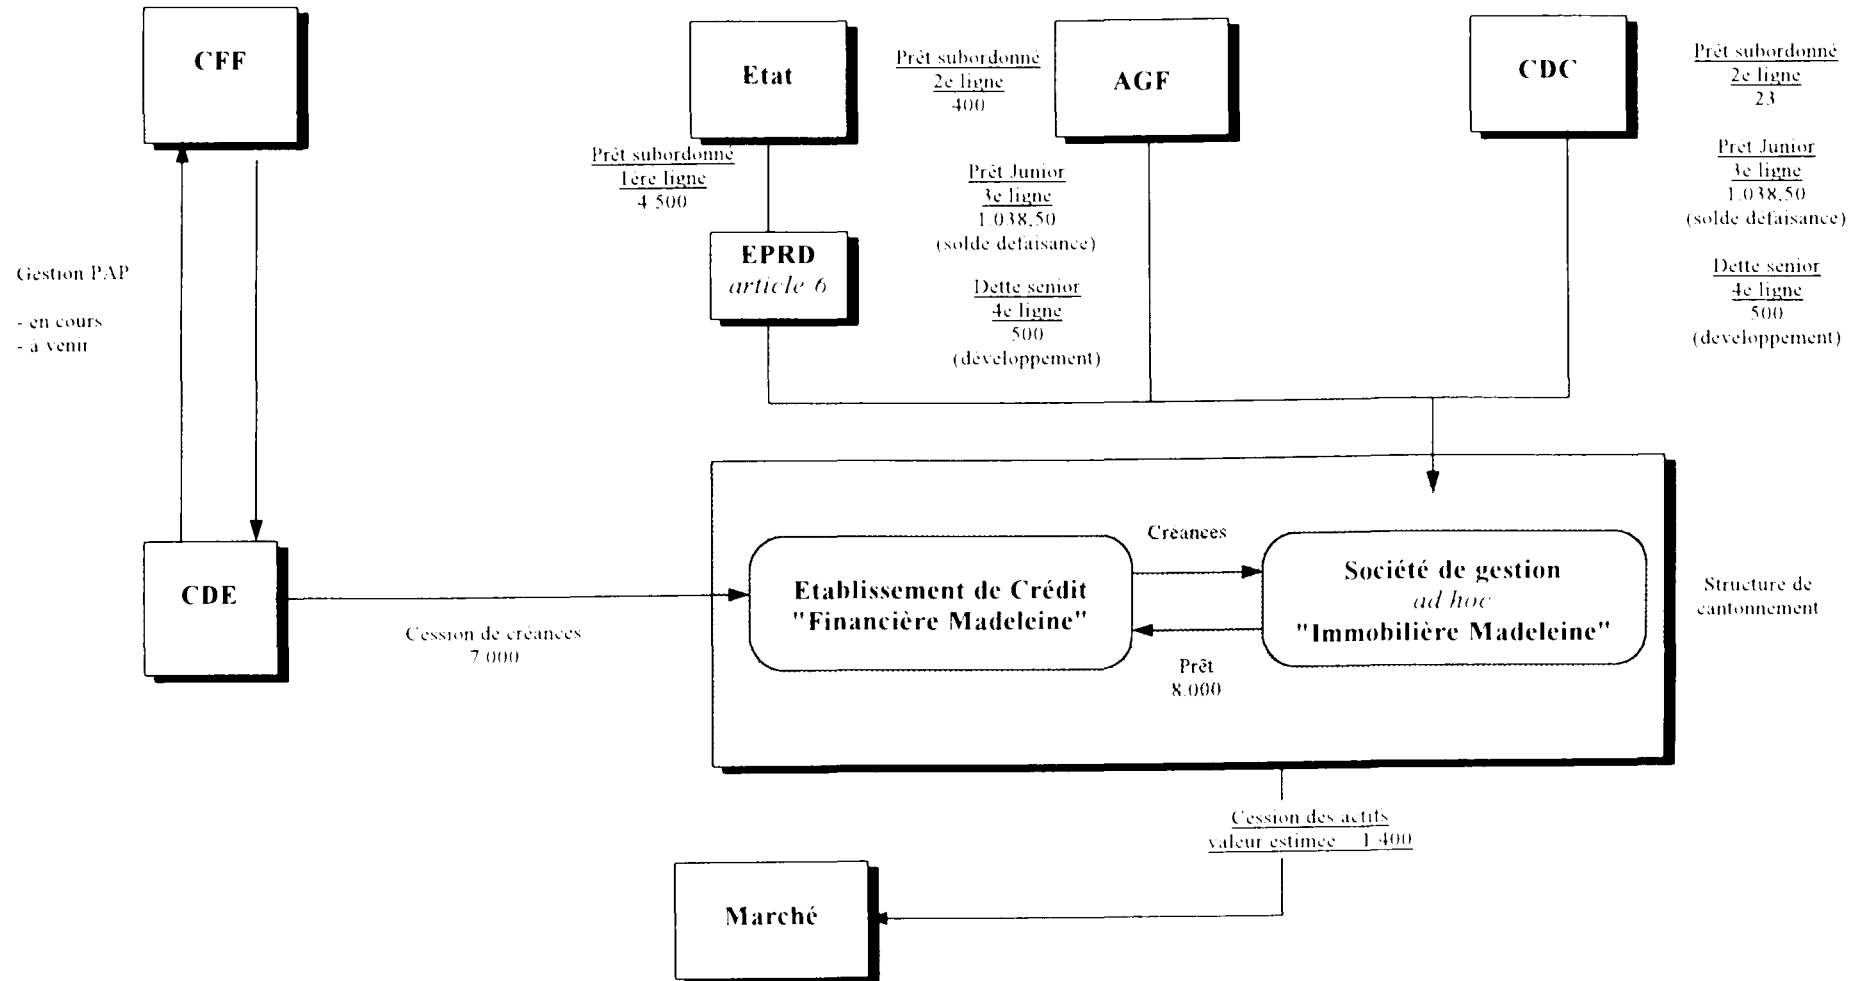 CFF
Etat
Prêt subordonné
2e ligne
400
AGF
CDC
Prêt subordonné
2e ligne
23
Prêt subordonné
1ère ligne
4 500
Prêt Junior
3e ligne
1.038,50
(solde defaisance)
Prêt Junior
3e ligne
1.038,50
(solde défaisance)
EPRD
article 6
Gestion PAP
- en cours
- à venir
Dette senior
4e ligne
500
(développement)
Dette senior
4e ligne
500
(developpement)
CDE
Cession de créances
7 000
Etablissement de Crédit
"Financière Madeleine"
Créances
Prêt
8.000
Société de gestion
ad hoc
"Immobilière Madeleine"
Structure de
cantonnement
Cession des actifs
valeur estimée 1 400
Marché